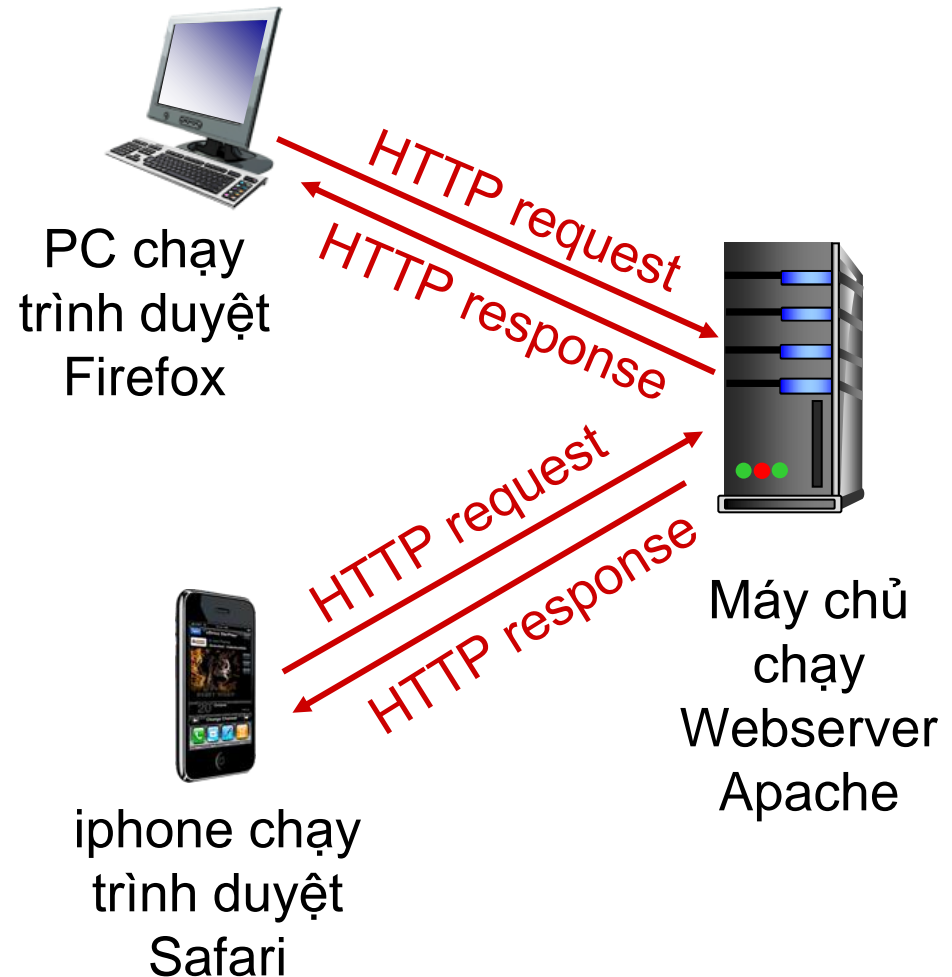 HTTP request
HTTP response
PC chạy
trình duyệt
Firefox
HTTP request
HTTP response
Máy chủ
chạy
Webserver
Apache
iphone chạy
trình duyệt
Safari